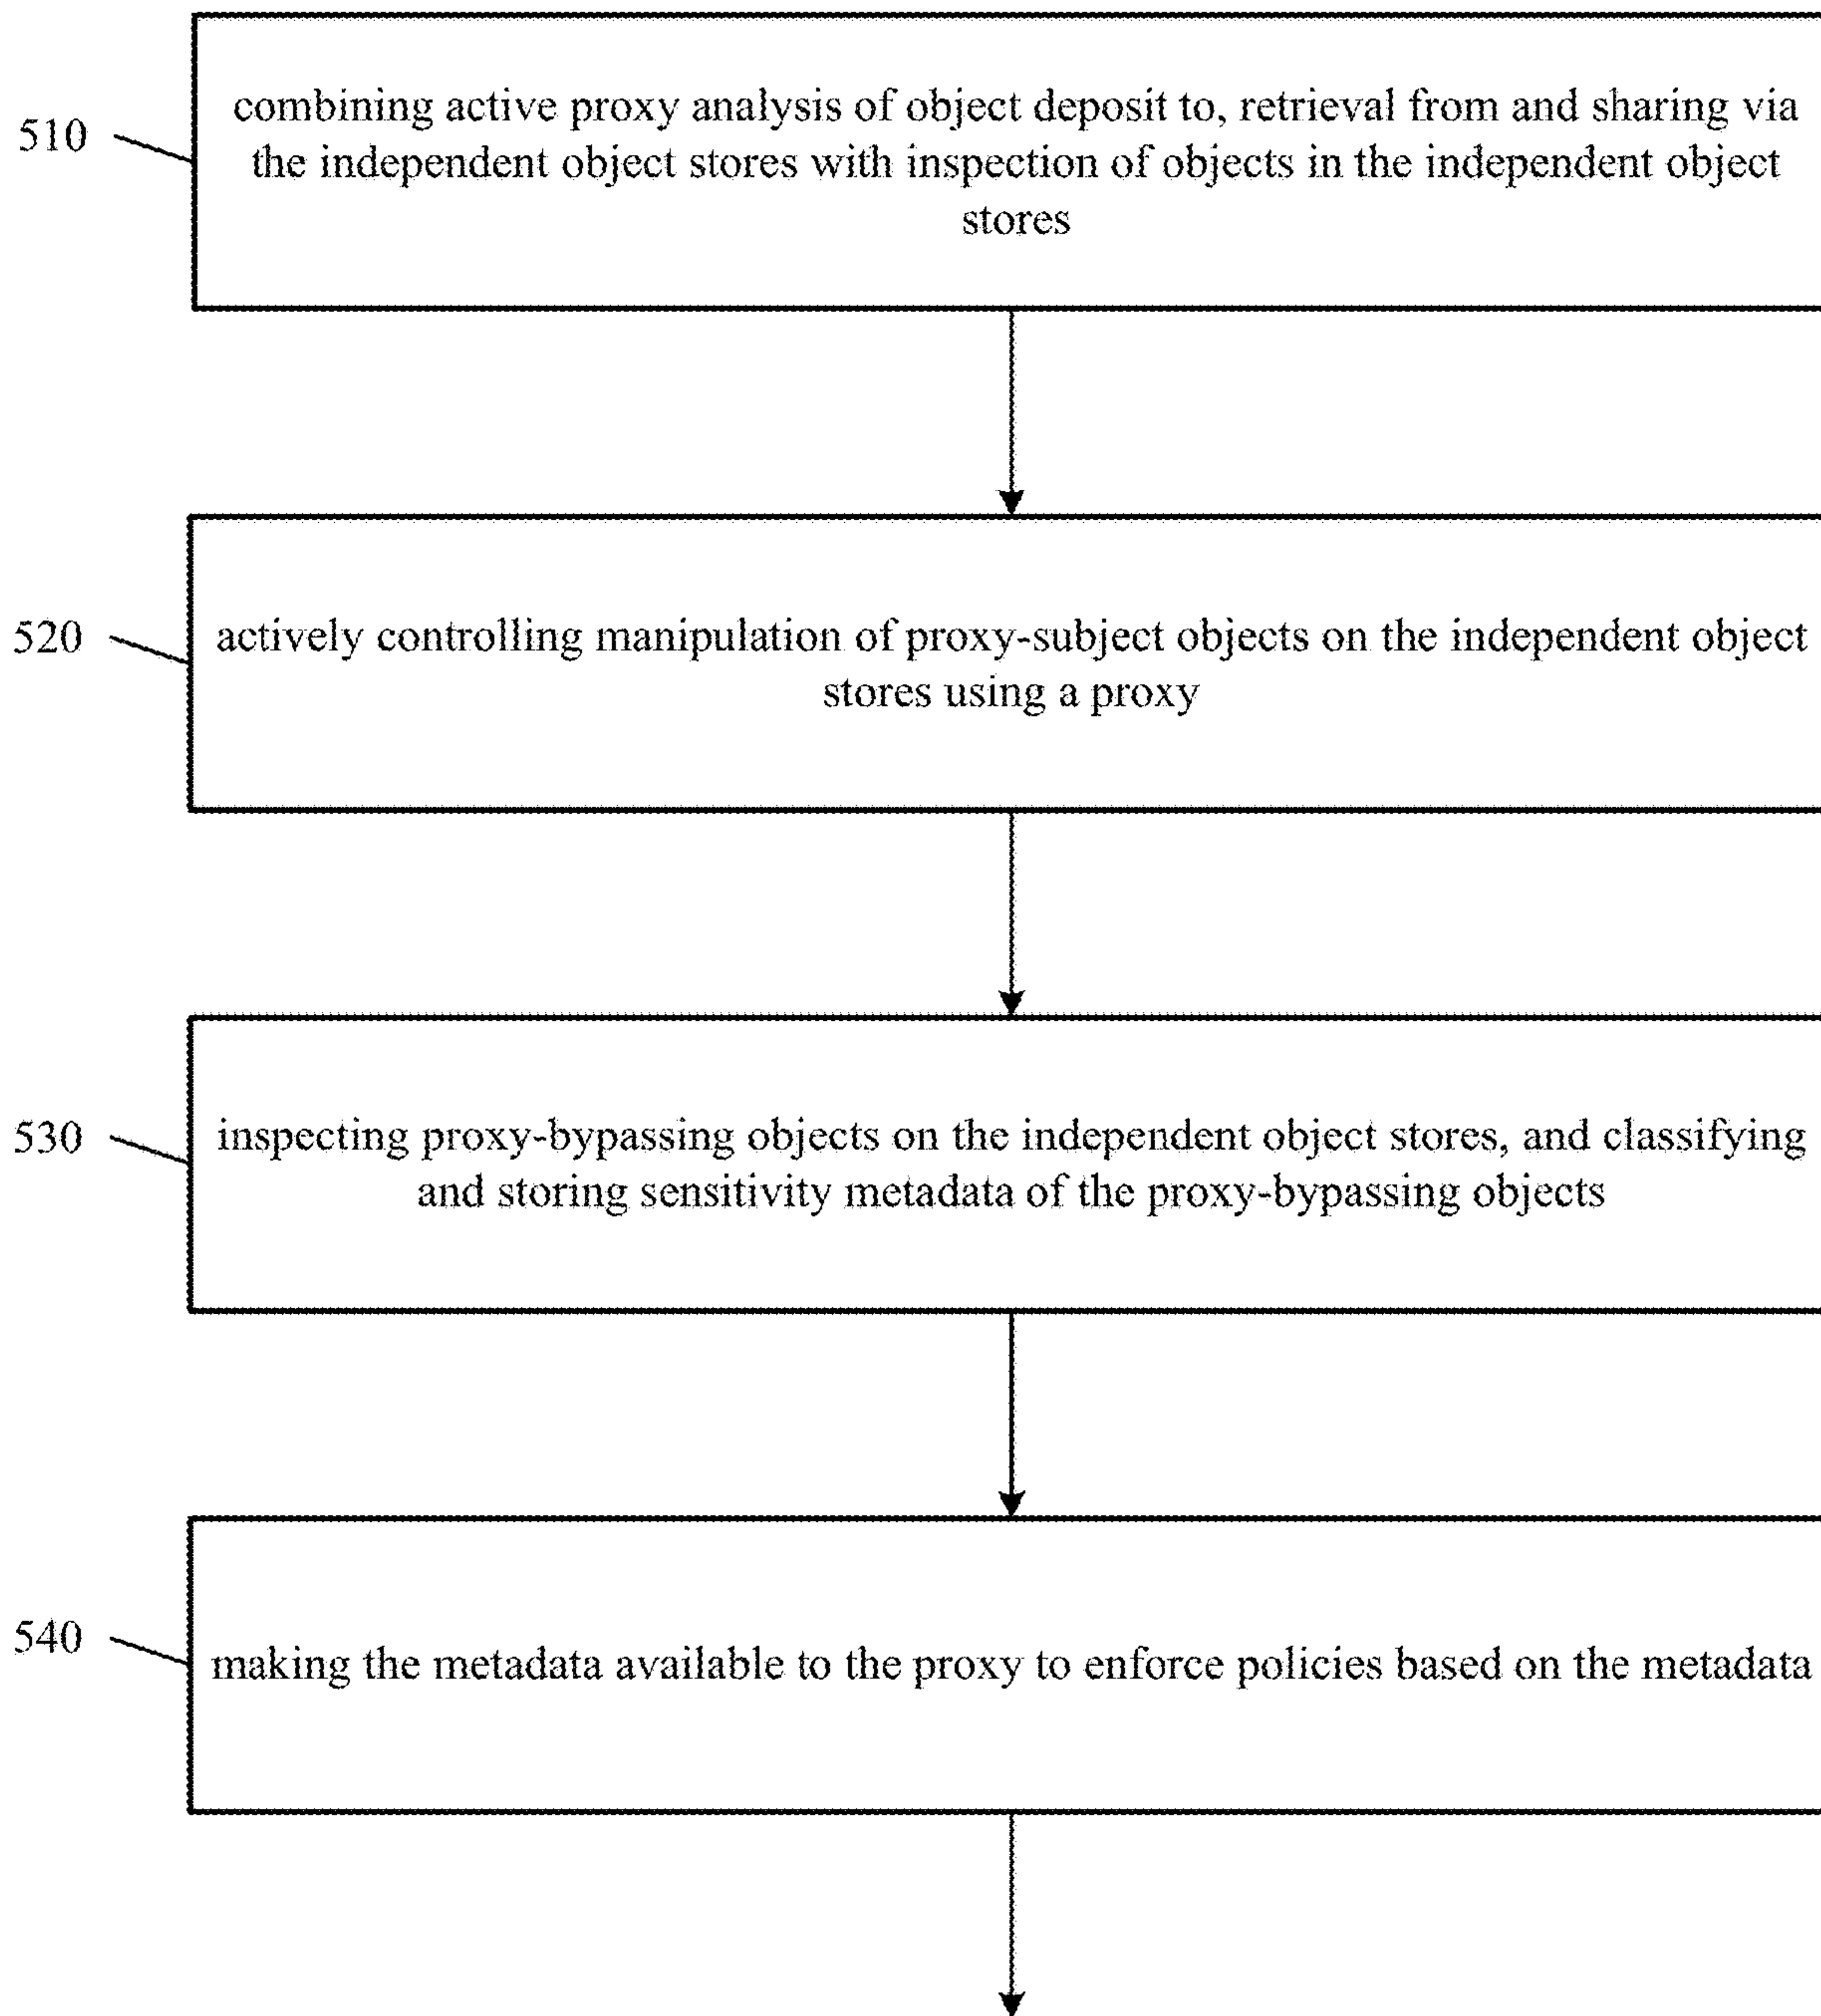 510
combining active proxy analysis of object deposit to, retrieval from and sharing via
the independent object stores with inspection of objects in the independent object
stores
520
actively controlling manipulation of proxy-subject objects on the independent object
stores using a proxy
530
inspecting proxy-bypassing objects on the independent object stores, and classifying
and storing sensitivity metadata of the proxy-bypassing objects
540
making the metadata available to the proxy to enforce policies based on the metadata